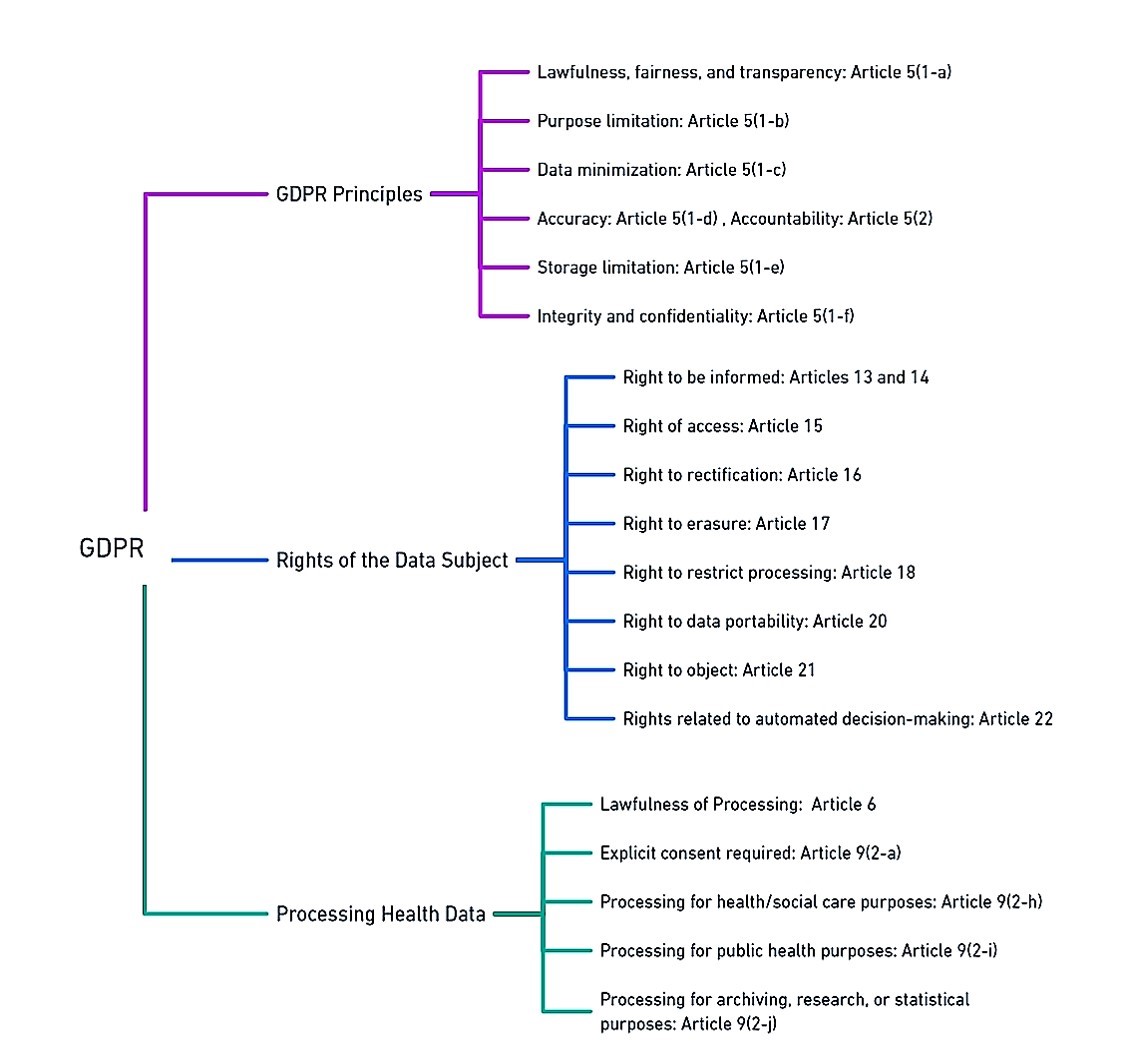 GDPR
GDPR Principles
Lawfulness, fairness, and transparency: Article 5(1-a)
Purpose limitation: Article 5(1-b)
Data minimization: Article 5(1-c)
Accuracy: Article 5(1-d) , Accountability: Article 5(2)
Storage limitation: Article 5(1-e)
Integrity and confidentiality: Article 5(1-f)
Rights of the Data Subject
Right to be informed: Articles 13 and 14
Right of access: Article 15
Right to rectification: Article 16
Right to erasure: Article 17
Right to restrict processing: Article 18
Right to data portability: Article 20
Right to object: Article 21
Rights related to automated decision-making: Article 22
Processing Health Data
Lawfulness of Processing:  Article 6
Explicit consent required: Article 9(2-a)
Processing for health/social care purposes: Article 9(2-h)
Processing for public health purposes: Article 9(2-i)
Processing for archiving, research, or statistical
purposes: Article 9(2-j)